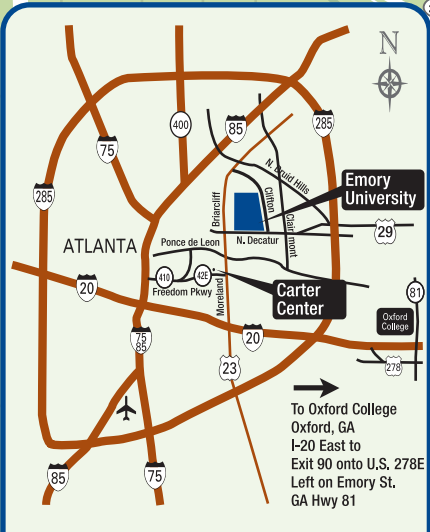 N
400
85
75
285
285
N. Druid Hills
Emory
University
Briarcliff
Clifton
Clairmont
29
ATLANTA
Ponce de Leon
N. Decatur
410
42E
Freedom Pkwy
Carter
Center
81
20
Moreland
Oxford
College
75
85
20
278
23
To Oxford College
Oxford, GA
I-20 East to
Exit 90 onto U.S. 278E
Left on Emory St.
GA Hwy 81
85
75